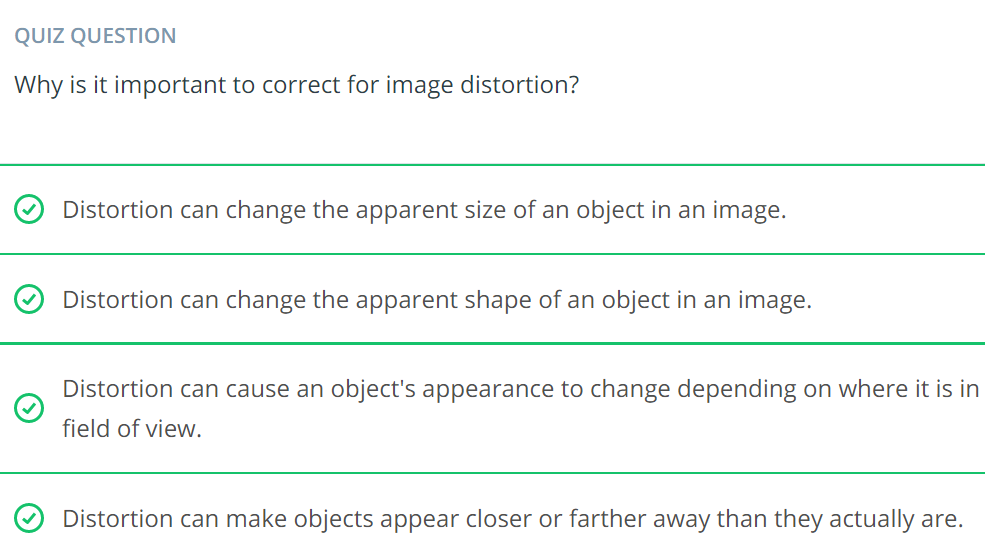 QUIZ QUESTION
Why is it important to correct for image distortion?
Distortion can change the apparent size of an object in an image.
Distortion can change the apparent shape of an object in an image.
Distortion can cause an object's appearance to change depending on where it is in
field of view.
Distortion can make objects appear closer or farther away than they actually are.